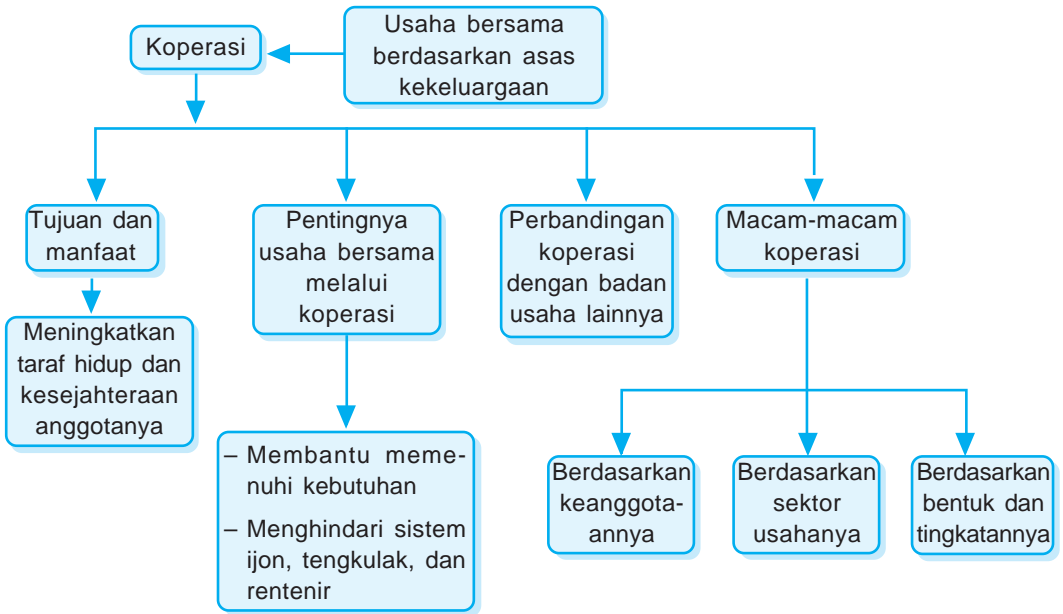 Koperasi
Usaha bersama
berdasarkan asas
kekeluargaan
Tujuan dan
manfaat
Meningkatkan
taraf hidup dan
kesejahteraan
anggotanya
Pentingnya
usaha bersama
melalui
koperasi
– Membantu meme-
nuhi kebutuhan
– Menghindari sistem
ijon, tengkulak, dan
rentenir
Perbandingan
koperasi
dengan badan
usaha lainnya
Macam-macam
koperasi
Berdasarkan
keanggota-
annya
Berdasarkan
sektor
usahanya
Berdasarkan
bentuk dan
tingkatannya